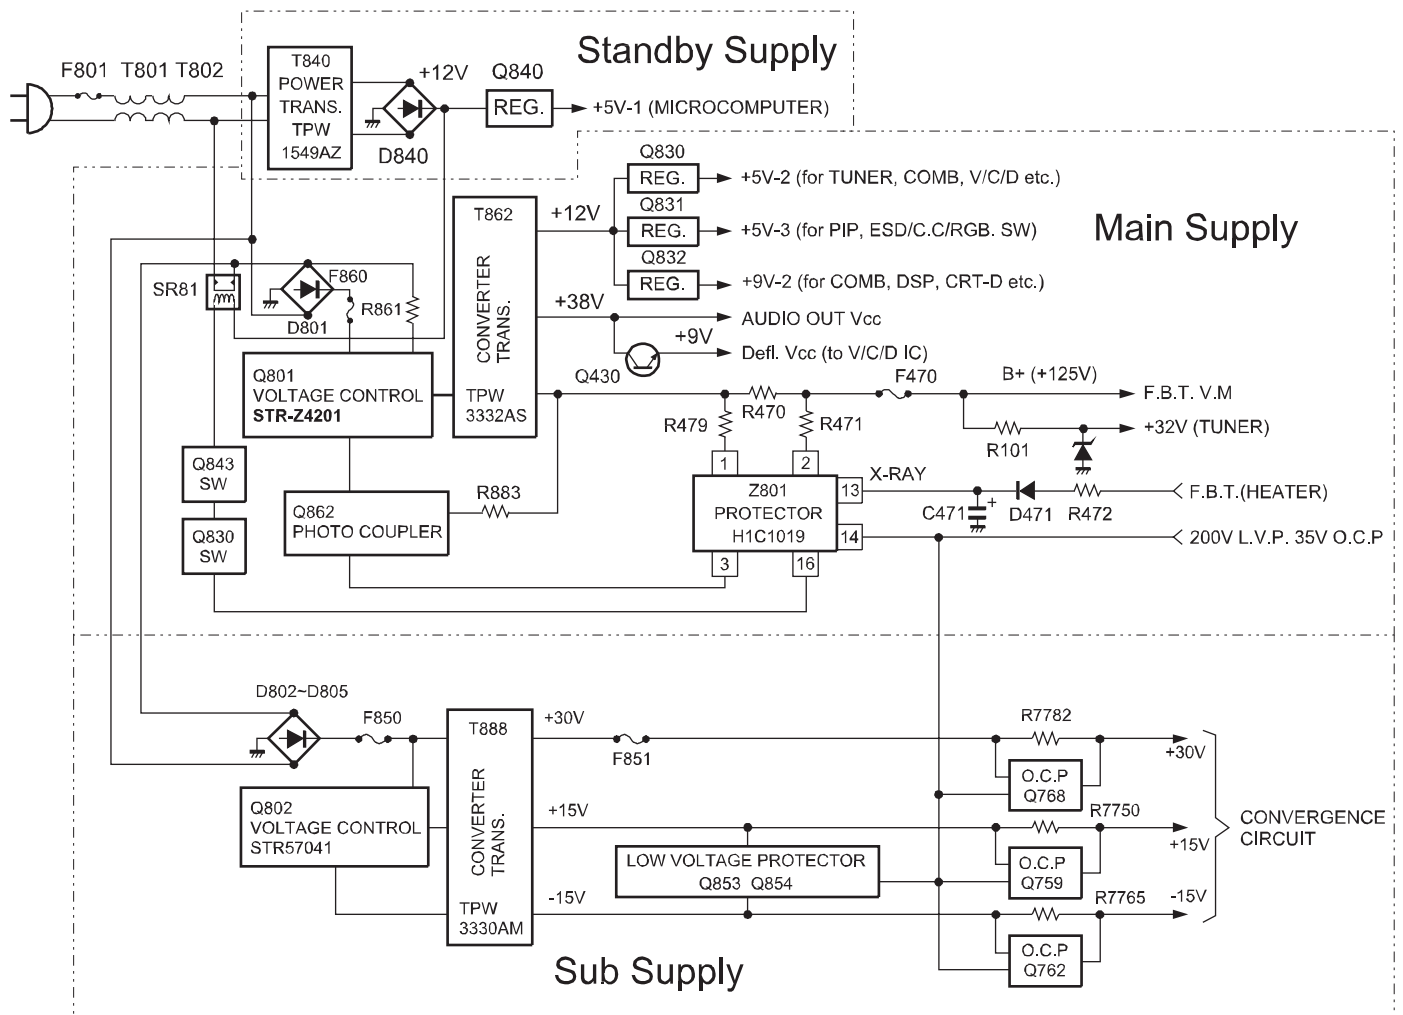 Standby Supply
F801 T801 T802
T840
POWER
TRANS.
TPW
1549AZ
+12V
D840
Q840
REG.
+5V-1 (MICROCOMPUTER)
Main Supply
Q830
REG.
+5V-2 (for TUNER, COMB, V/C/D etc.)
Q831
REG.
+5V-3 (for PIP, ESD/C.C/RGB. SW)
Q832
REG.
+9V-2 (for COMB, DSP, CRT-D etc.)
T862
CONVERTER
TRANS.
TPW
3332AS
+12V
+38V
AUDIO OUT Vcc
+9V
Defl. Vcc (to V/C/D IC)
Q430
SR81
F860
D801
R861
Q801
VOLTAGE CONTROL
STR-Z4201
F470
B+ (+125V)
F.B.T. V.M
R470
R479
R471
R101
+32V (TUNER)
Q843
SW
Q830
SW
Q862
PHOTO COUPLER
R883
1
2
Z801
PROTECTOR
H1C1019
13
14
3
16
X-RAY
C471
+
D471
R472
F.B.T.(HEATER)
200V L.V.P. 35V O.C.P
D802~D805
F850
T888
CONVERTER
TRANS.
TPW
3330AM
Q802
VOLTAGE CONTROL
STR57041
+30V
F851
R7782
+30V
O.C.P
Q768
+15V
R7750
+15V
LOW VOLTAGE PROTECTOR
Q853 Q854
O.C.P
Q759
-15V
R7765
-15V
O.C.P
Q762
CONVERGENCE
CIRCUIT
Sub Supply